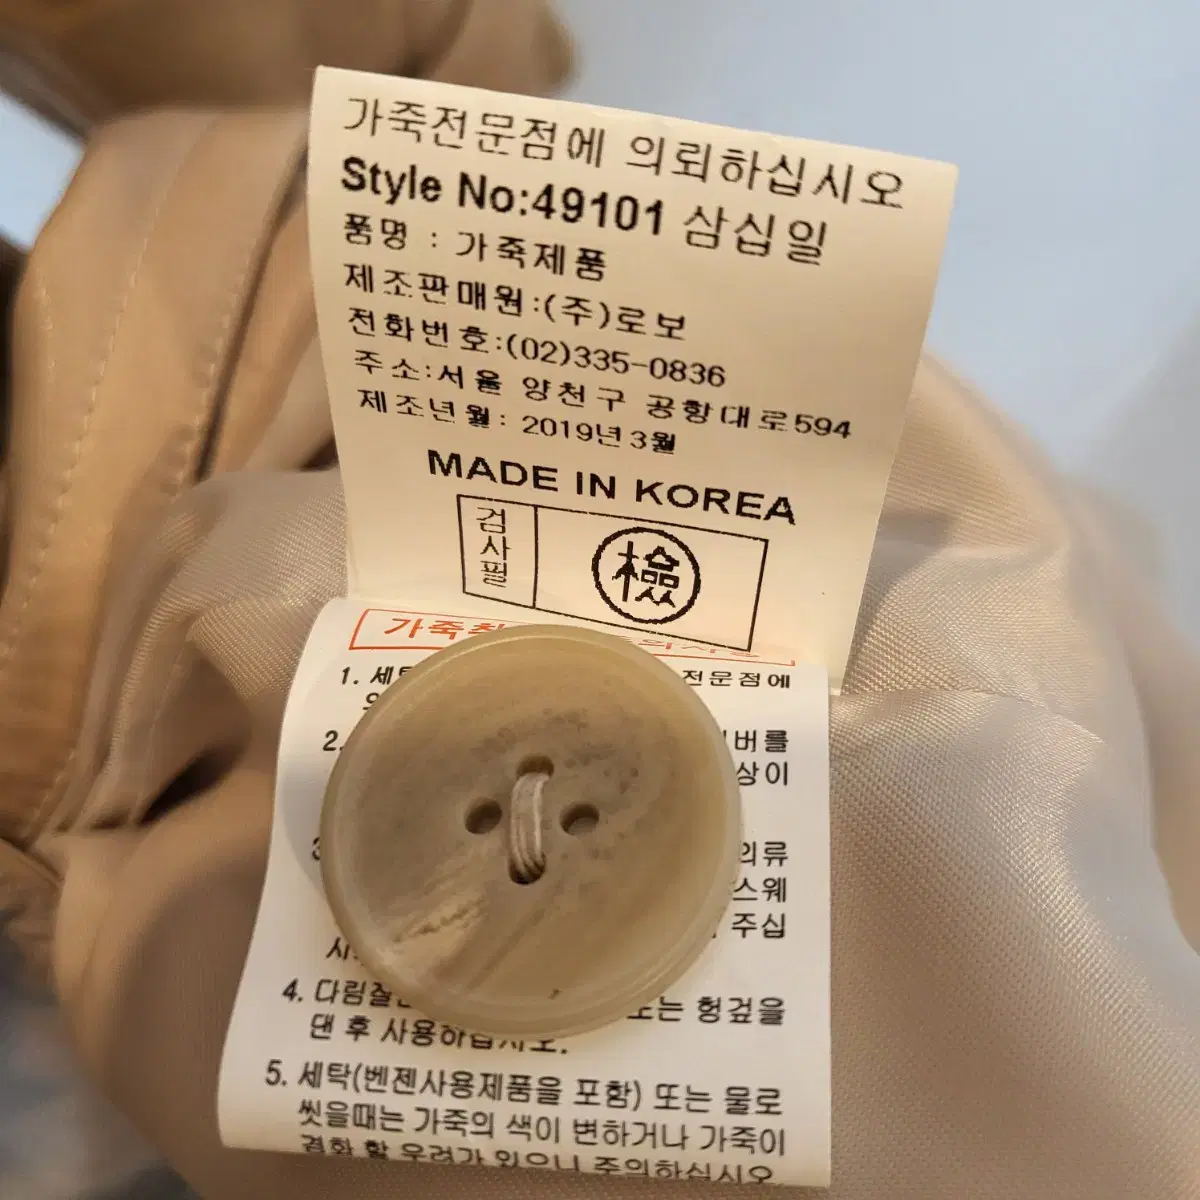 가죽전문점에 의뢰하십시오
Style No:49101 삼십일
품명 : 가죽제품
제조판매원:(주)로보
전화번호:(02)335-0836
주소:서울 양천구 공항대로594
제조년월: 2019년3월
MADE IN KOREA
검사필
檢
가죽
1. 전문점에
2. 버를
상이
의류
스웨
주십
4. 다림질 또는 헝겊을
댄 후 사용하십시오.
5. 세탁(벤젠사용제품을 포함) 또는 물로
씻을때는 가죽의 색이 변하거나 가죽이
경화 할 우려가 있으니 주의하십시오.